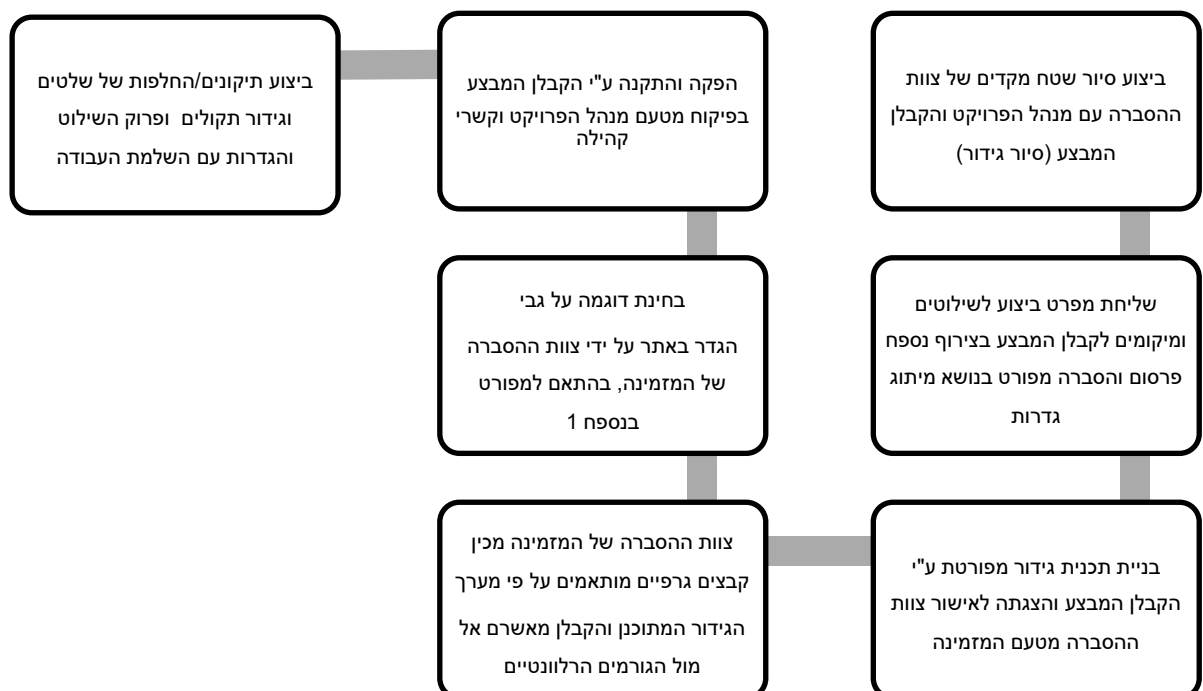 ביצוע סיור שטח מקדים של צוות
ההסברה עם מנהל הפרויקט והקבלן
המבצע (סיור גידור)
שליחת מפרט ביצוע לשילוטים
ומיקומים לקבלן המבצע בצירוף נספח
פרסום והסברה מפורט בנושא מיתוג
גדרות
בניית תכנית גידור מפורטת ע"י
הקבלן המבצע והצגתה לאישור צוות
ההסברה מטעם המזמינה
צוות ההסברה של המזמינה מכין
קבצים גרפיים מותאמים על פי מערך
הגידור המתוכנן והקבלן מאשרם אל
מול הגורמים הרלוונטיים
בחינת דוגמה על גבי
הגדר באתר על ידי צוות ההסברה
של המזמינה, בהתאם למפורט
בנספח 1
הפקה והתקנה ע"י הקבלן המבצע
בפיקוח מטעם מנהל הפרויקט וקשרי
קהילה
ביצוע תיקונים/החלפות של שלטים
וגידור תקולים ופרוק השילוט
והגדרות עם השלמת העבודה